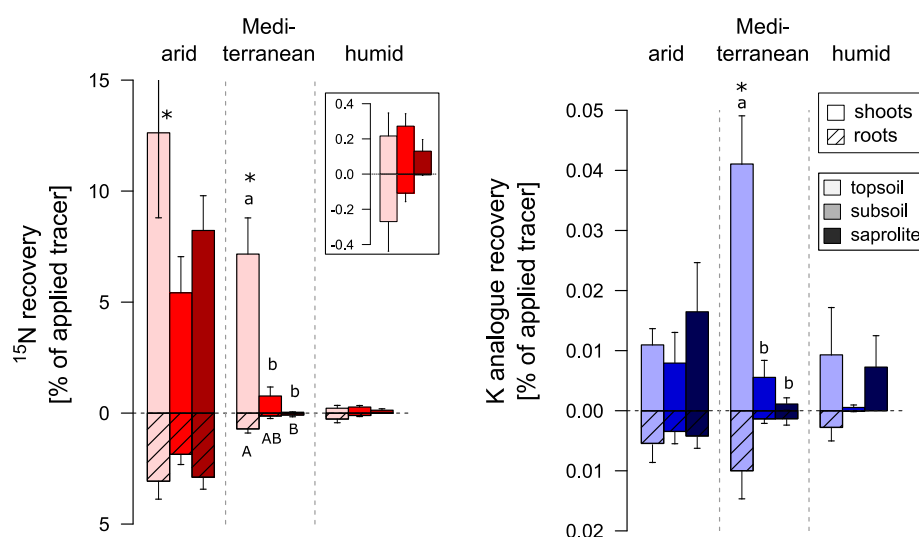 Medi-
arid terranean humid
15
10
5
0
5
¹⁵N recovery
[% of applied tracer]
*
*
a
b
b
A
AB
B
0.4
0.2
0.0
-0.2
-0.4
Medi-
arid terranean humid
0.05
0.04
0.03
0.02
0.01
0.00
0.01
0.02
K analogue recovery
[% of applied tracer]
*
a
b
b
shoots
roots
topsoil
subsoil
saprolite